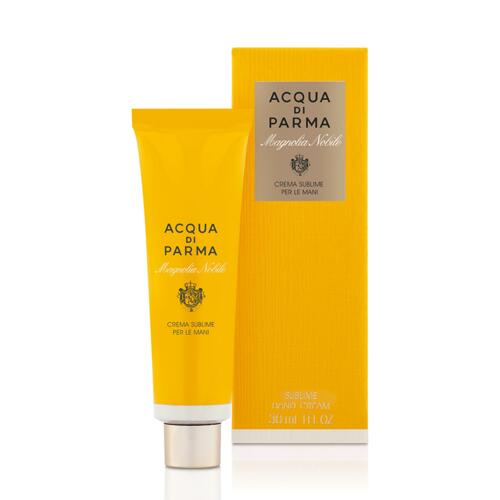 ACQUA
DI
PARMA
Magnolia Nobile
CREMA SUBLIME
PER LE MANI
ACQUA
DI
PARMA
Magnolia Nobile
CREMA SUBLIME
PER LE MANI
SUBLIME
HAND CREAM
30 ml 1 FL OZ